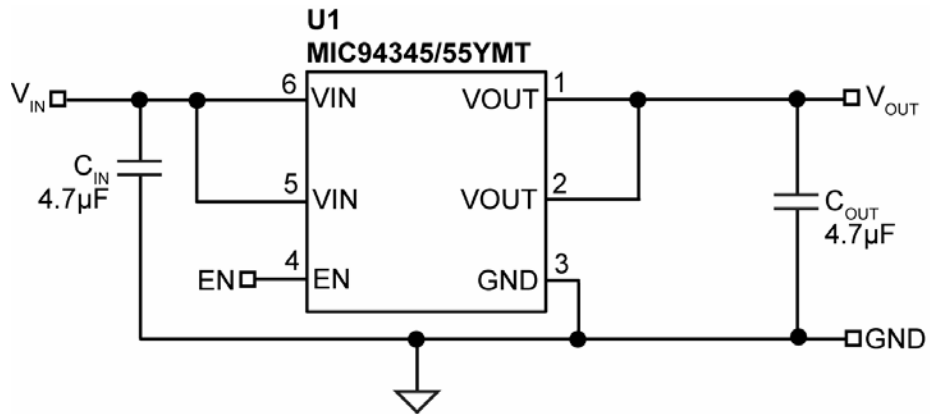 U1
MIC94345/55YMT
VIN
6
VIN
VOUT
1
VOUT
CIN
4.7µF
5
VIN
VOUT
2
COUT
4.7µF
EN
4
EN
GND
3
GND